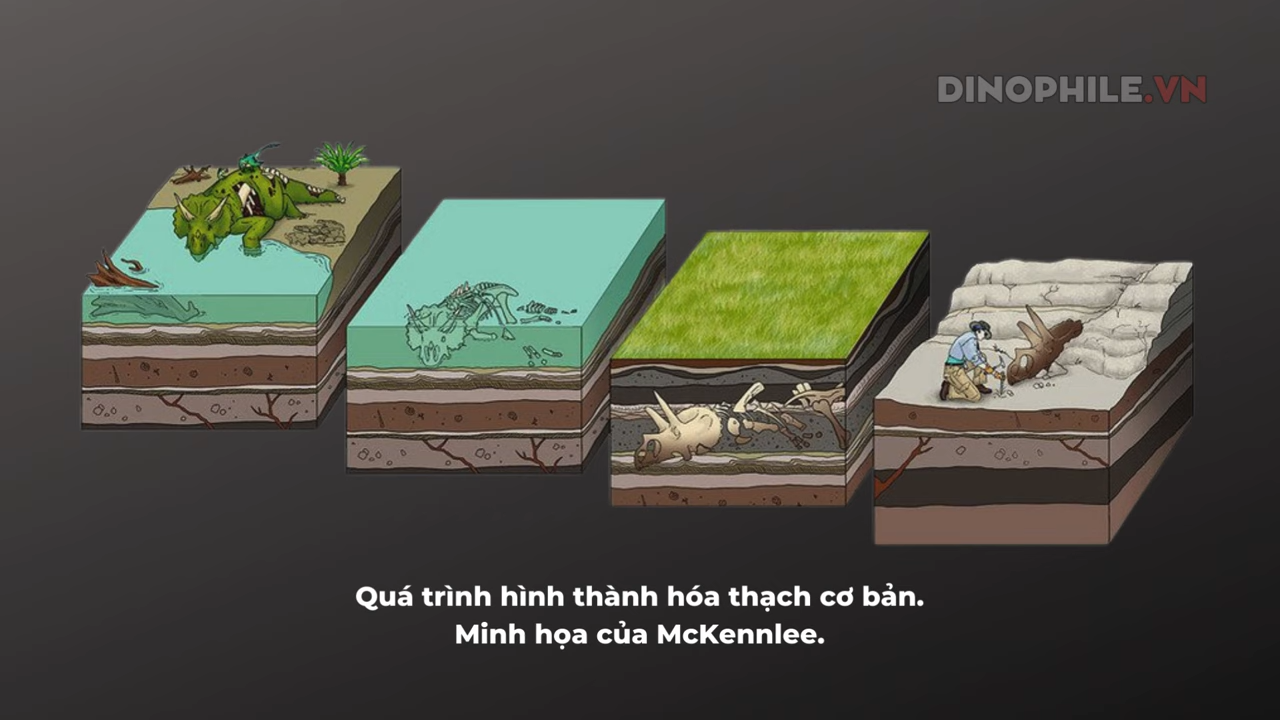 DINOPHILE.VN
Quá trình hình thành hóa thạch cơ bản.
Minh họa của McKennlee.